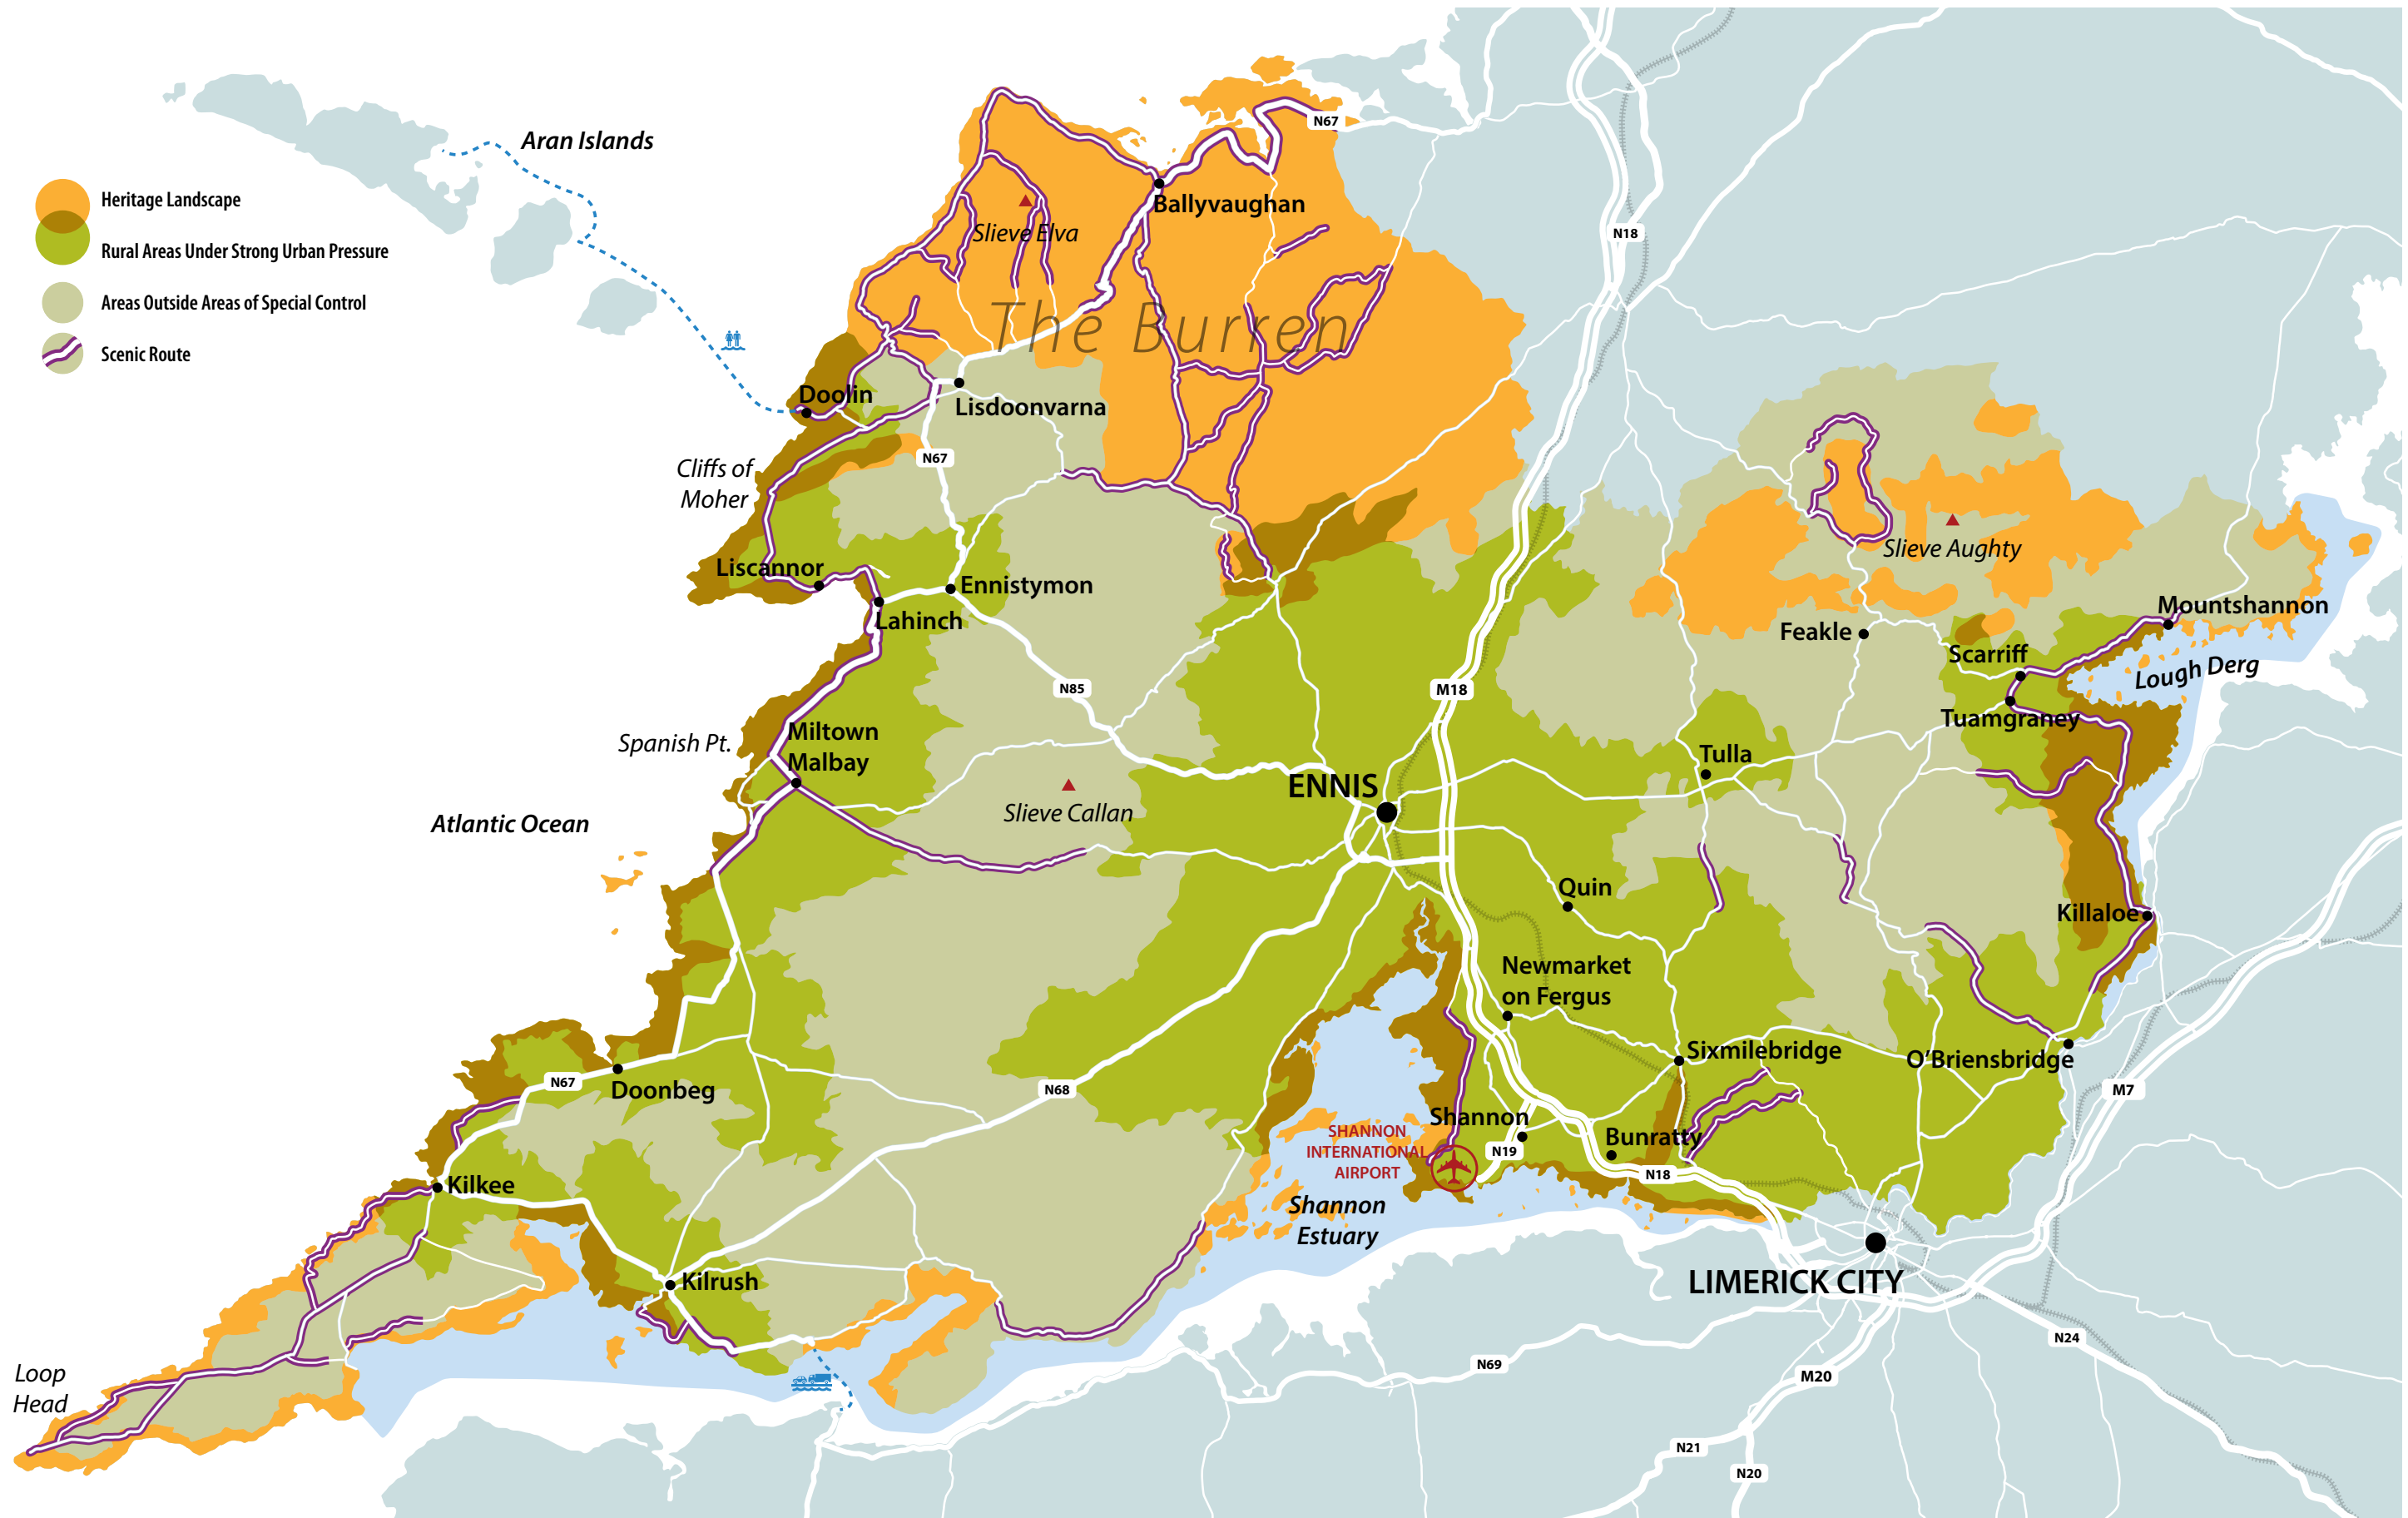 Heritage Landscape
Rural Areas Under Strong Urban Pressure
Areas Outside Areas of Special Control
Scenic Route
Aran Islands
N67
Ballyvaughan
Slieve Elva
N18
The Burren
Doolin
Lisdoonvarna
Cliffs of
Moher
N67
Slieve Aughty
Liscannor
Ennistymon
Lahinch
Mountshannon
Feakle
Scarriff
Lough Derg
N85
M18
Tuamgraney
Spanish Pt.
Miltown
Malbay
Tulla
ENNIS
Slieve Callan
Atlantic Ocean
Quin
Killaloe
Newmarket
on Fergus
Sixmilebridge
O'Briensbridge
N67
Doonbeg
N68
M7
Shannon
SHANNON
INTERNATIONAL
AIRPORT
N19
Bunratty
N18
Kilkee
Shannon
Estuary
Kilrush
LIMERICK CITY
Loop
Head
N24
N69
M20
N21
N20